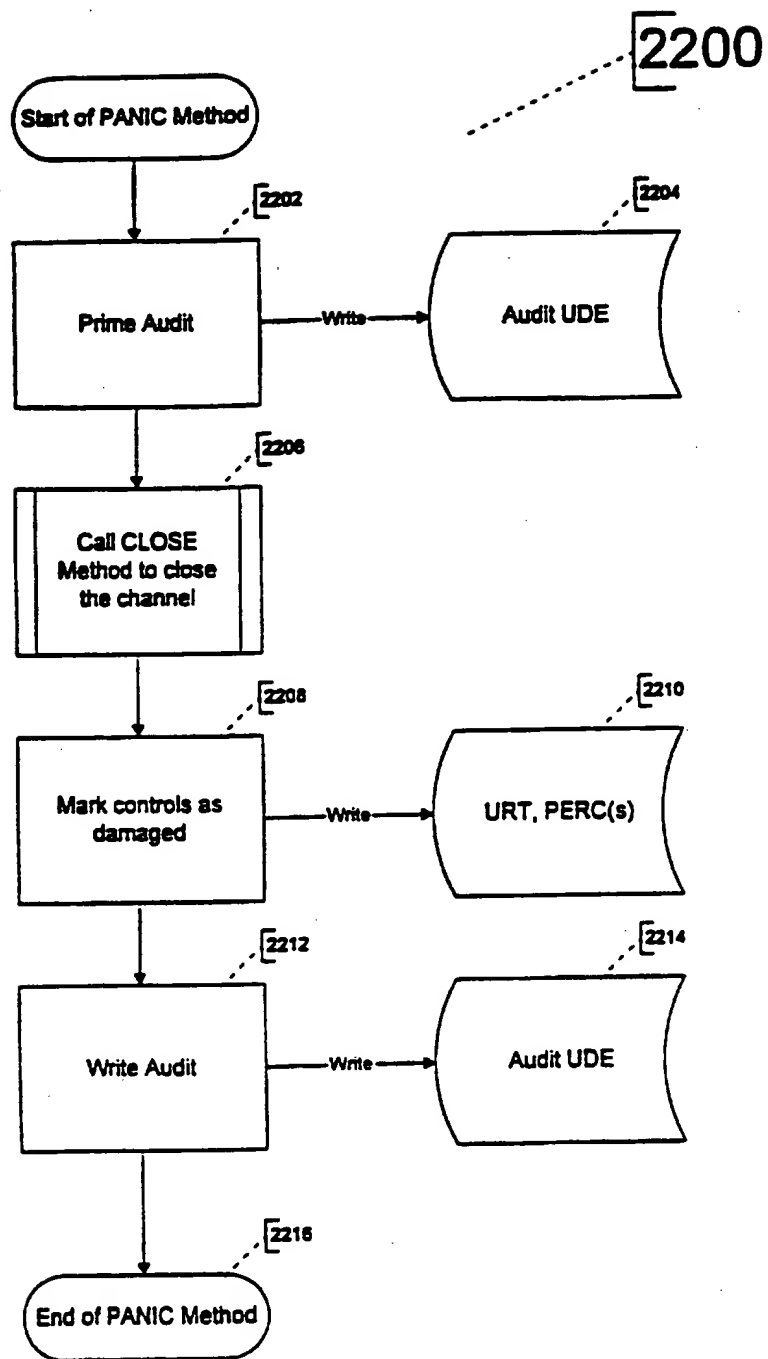 2200
Start of PANIC Method
2202
2204
Prime Audit
Write
Audit UDE
2206
Call CLOSE
Method to close
the channel
2208
2210
Mark controls as
damaged
Write
URT, PERC(s)
2212
2214
Write Audit
Write
Audit UDE
2216
End of PANIC Method